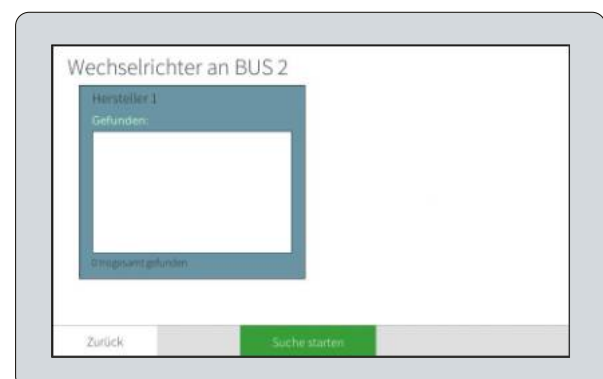 Wechselrichter an BUS 2
Hersteller 1
Gefunden:
0 insgesamt gefunden
Zurück
Suche starten